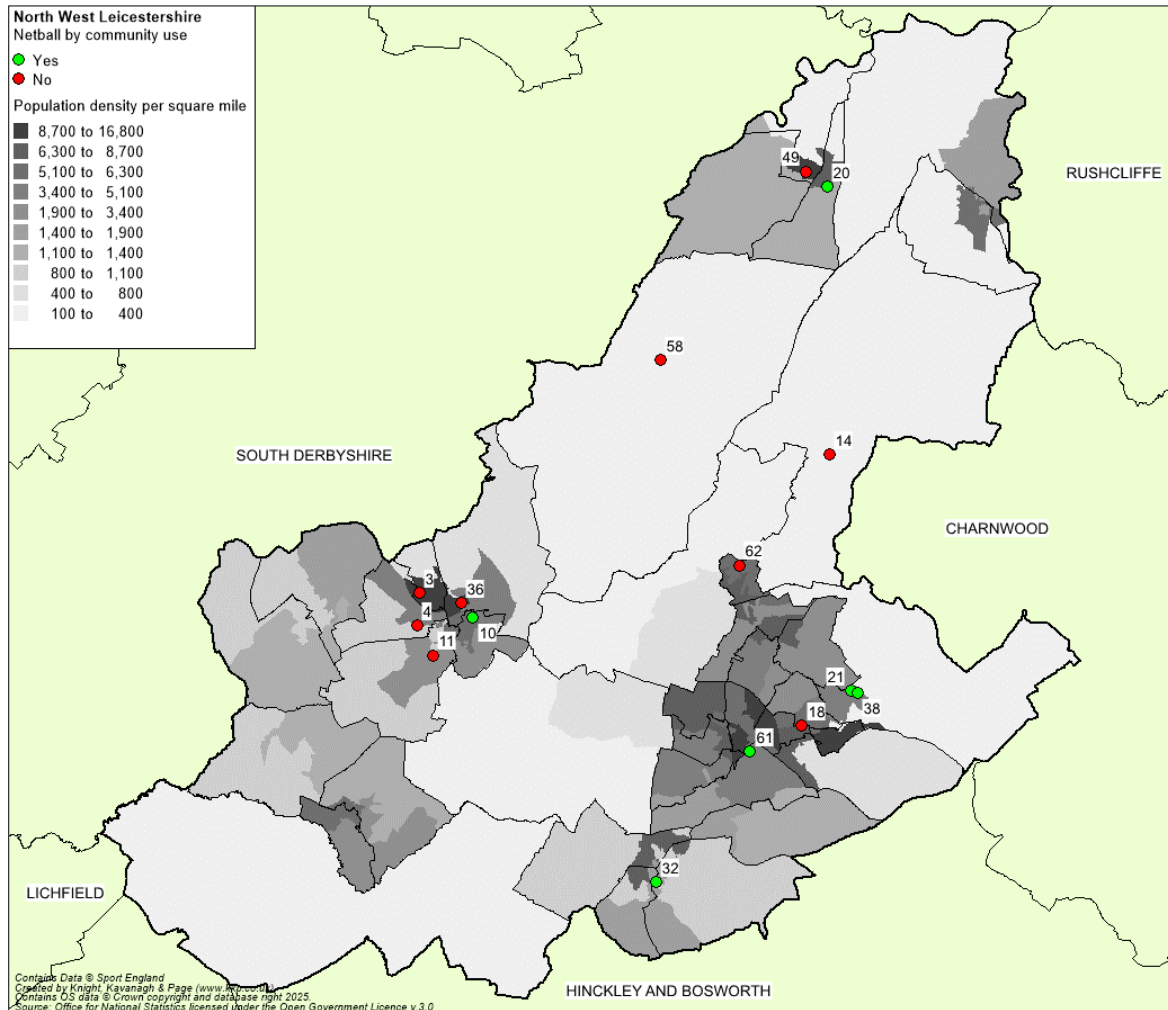 North West Leicestershire
Netball by community use
Yes
No
Population density per square mile
8,700 to 16,800
6,300 to 8,700
5,100 to 6,300
3,400 to 5,100
1,900 to 3,400
1,400 to 1,900
1,100 to 1,400
800 to 1,100
400 to 800
100 to 400
49
20
RUSHCLIFFE
58
14
SOUTH DERBYSHIRE
CHARNWOOD
62
3
36
4
10
11
21
38
18
61
32
LICHFIELD
HINCKLEY AND BOSWORTH
Contains Data © Sport England
Created by Knight, Kavanagh & Page (www.kkp.co.uk)
Contains OS data © Crown copyright and database right 2025.
Source: Office for National Statistics licensed under the Open Government Licence v.3.0